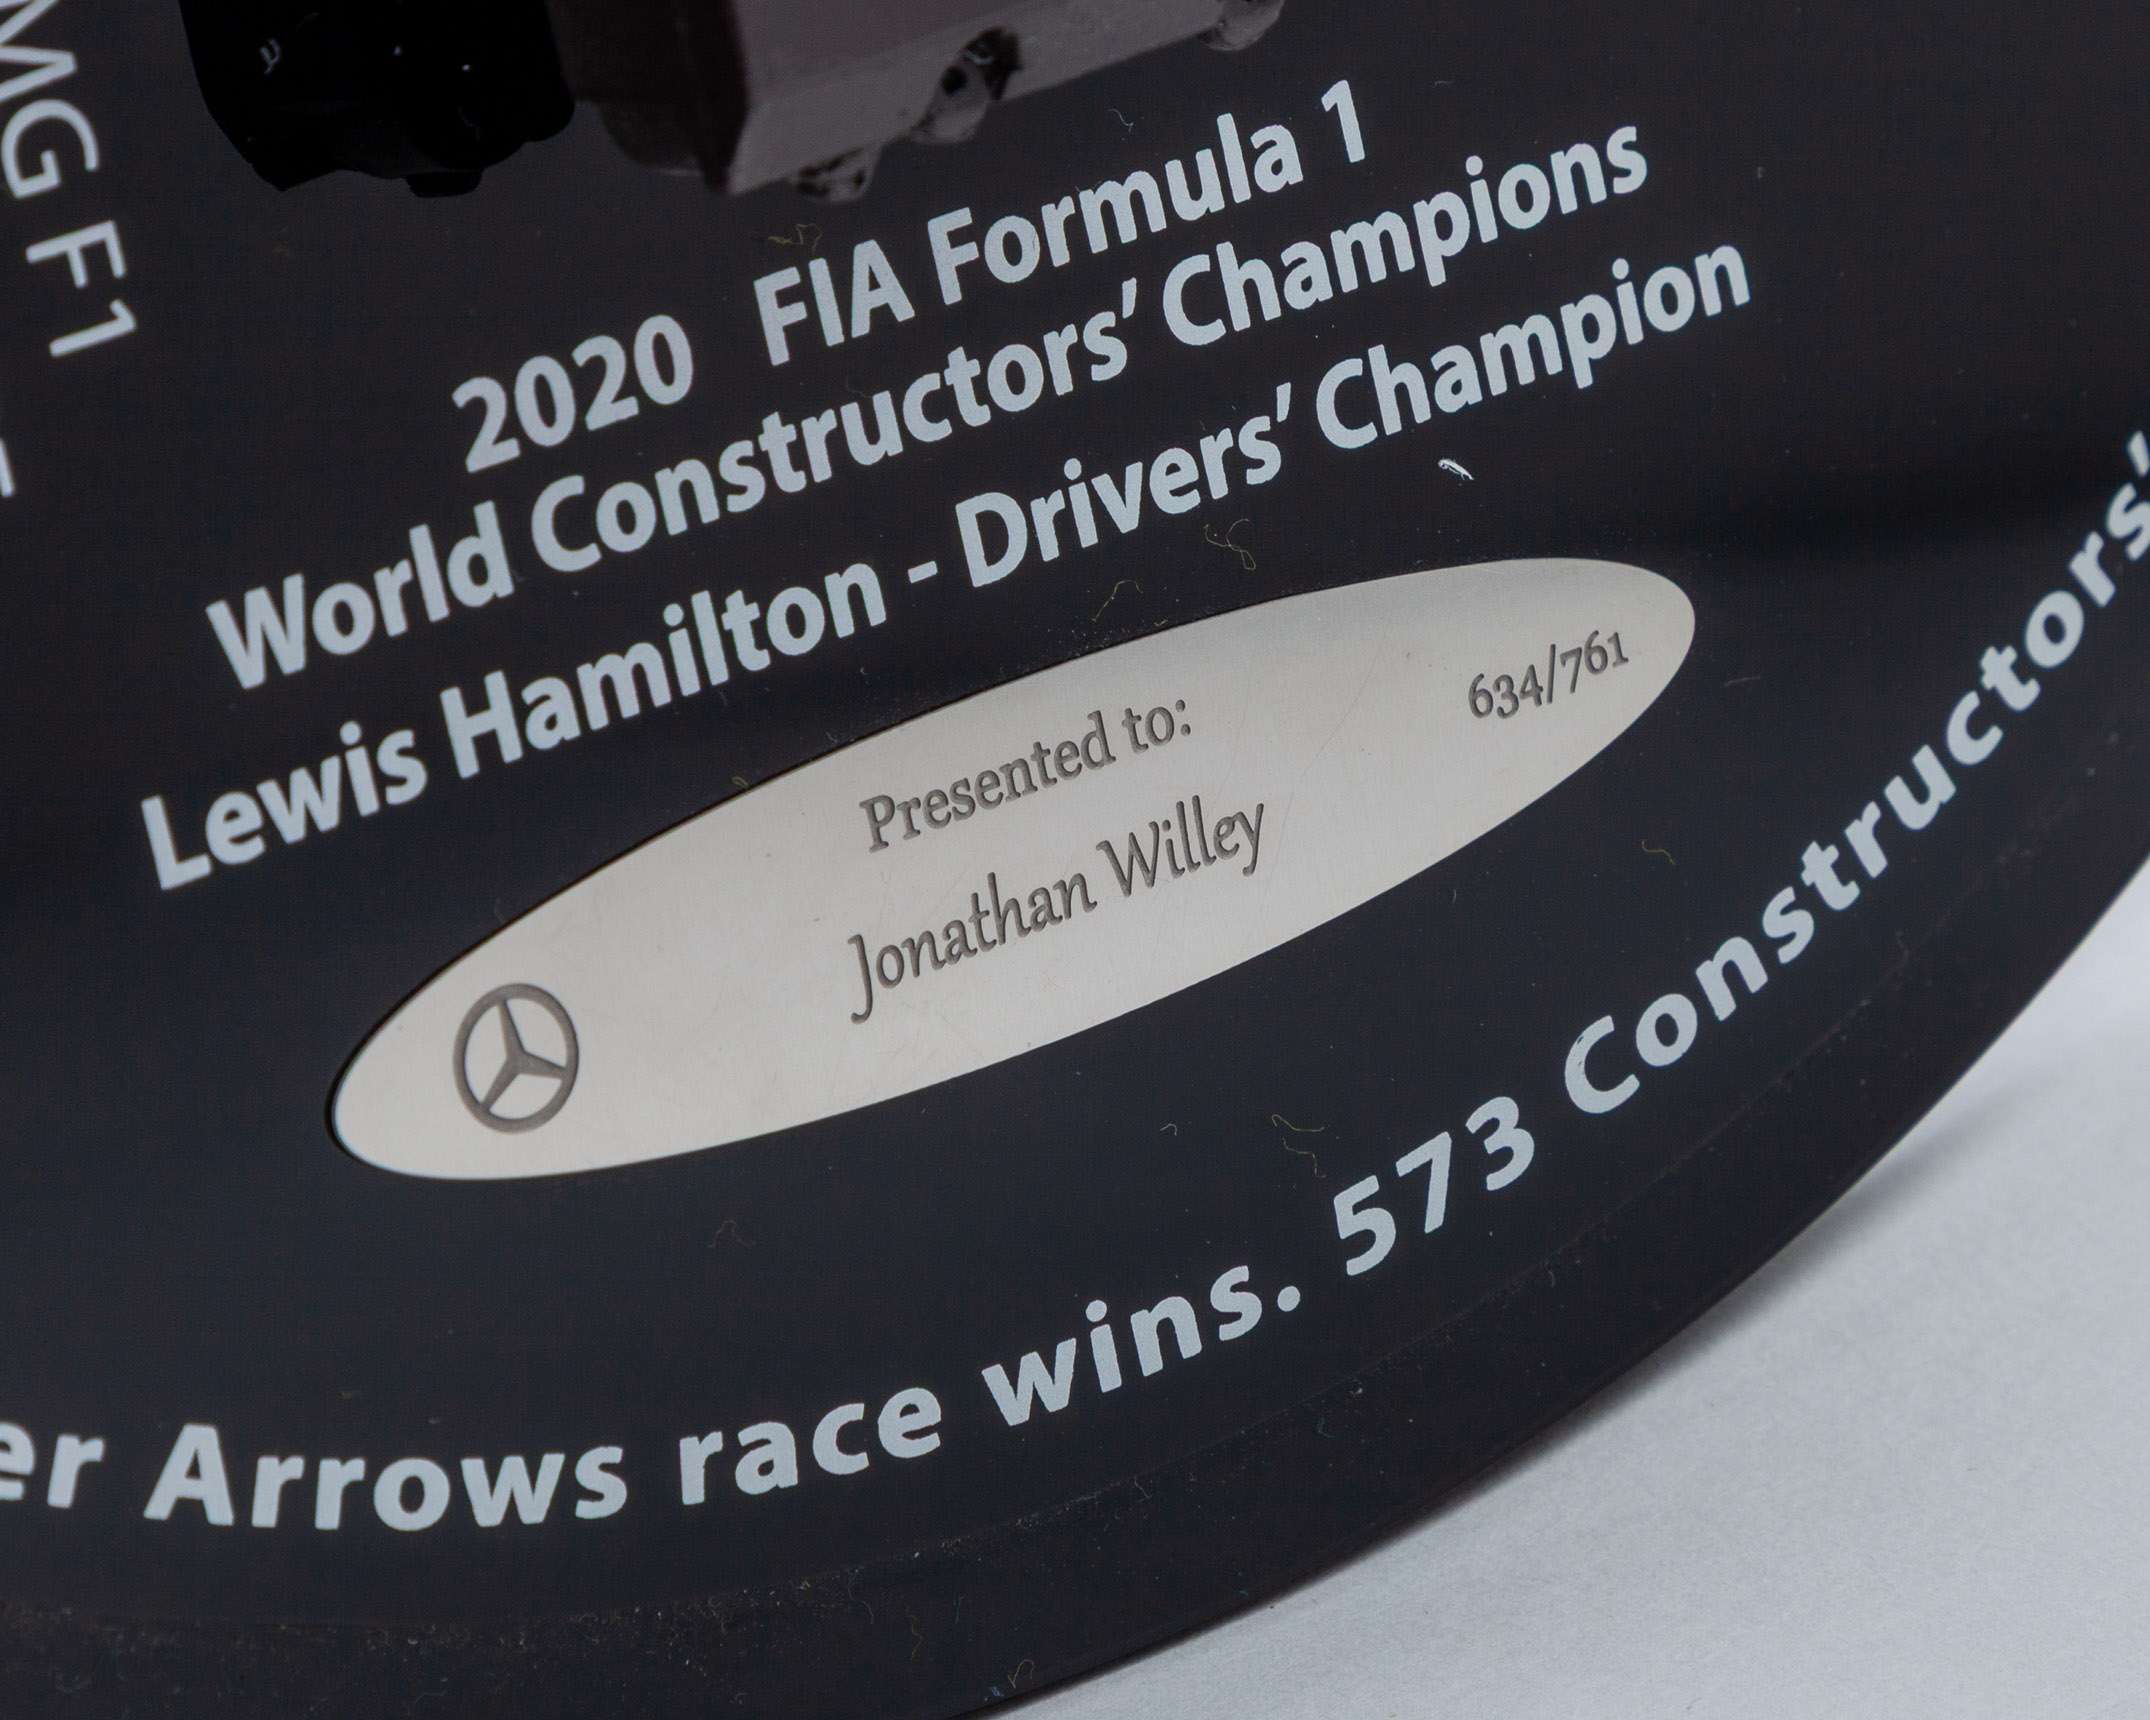 MG F1
2020 FIA Formula 1
World Constructors' Champions
Lewis Hamilton - Drivers' Champion
Presented to:
634/761
Jonathan Willey
er Arrows race wins. 573 Constructors'